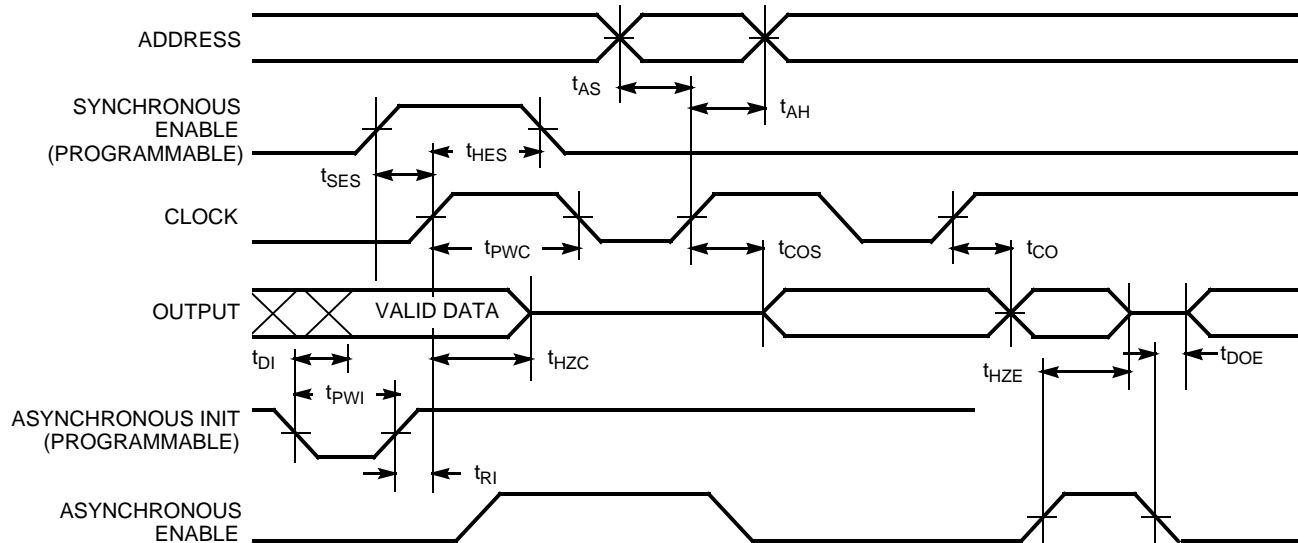 ADDRESS
tAS
tAH
SYNCHRONOUS
ENABLE
(PROGRAMMABLE)
tHES
tSES
CLOCK
tPWC
tCOS
tCO
OUTPUT
VALID DATA
tDI
tHZC
tHZE
tDOE
tPWI
ASYNCHRONOUS INIT
(PROGRAMMABLE)
tRI
ASYNCHRONOUS
ENABLE